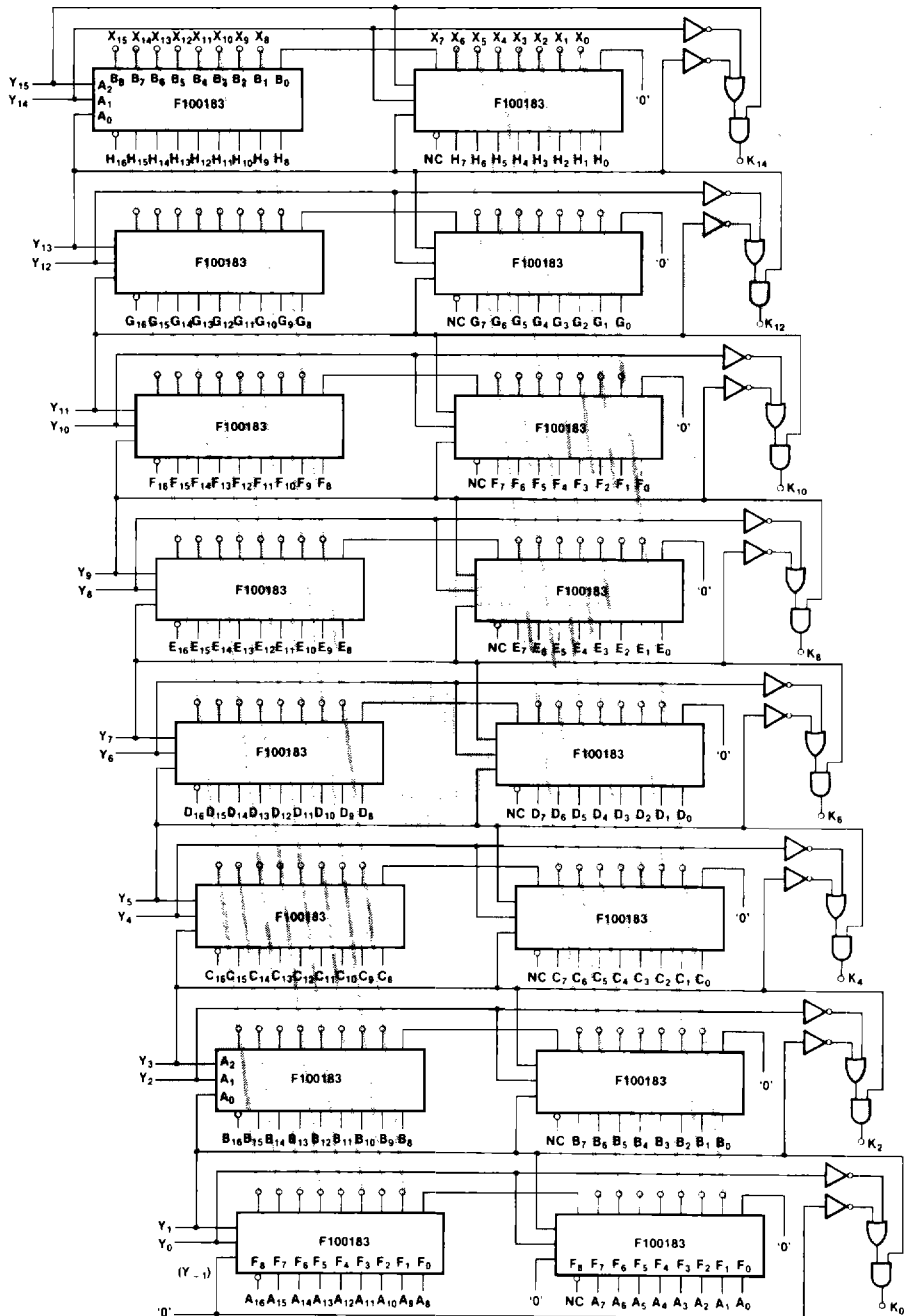 X15 X14 X13 X12 X11 X10 X9 X8 X7 X6 X5 X4 X3 X2 X1 X0
Y15 B8 B7 B6 B5 B4 B3 B2 B1 B0
Y14 A2 A1 A0 F100183 F100183 '0'
H16 H15 H14 H13 H12 H11 H10 H9 H8 NC H7 H6 H5 H4 H3 H2 H1 H0 K14
Y13 F100183 F100183 '0'
Y12
G16 G15 G14 G13 G12 G11 G10 G9 G8 NC G7 G6 G5 G4 G3 G2 G1 G0 K12
Y11 F100183 F100183 '0'
Y10
F16 F15 F14 F13 F12 F11 F10 F9 F8 NC F7 F6 F5 F4 F3 F2 F1 F0 K10
Y9 F100183 F100183 '0'
Y8
E16 E15 E14 E13 E12 E11 E10 E9 E8 NC E7 E6 E5 E4 E3 E2 E1 E0 K8
Y7 F100183 F100183 '0'
Y6
D16 D15 D14 D13 D12 D11 D10 D9 D8 NC D7 D6 D5 D4 D3 D2 D1 D0 K6
Y5 F100183 F100183 '0'
Y4
C16 C15 C14 C13 C12 C11 C10 C9 C8 NC C7 C6 C5 C4 C3 C2 C1 C0 K4
Y3 A2 F100183 F100183 '0'
Y2 A1
A0
B16 B15 B14 B13 B12 B11 B10 B9 B8 NC B7 B6 B5 B4 B3 B2 B1 B0 K2
Y1 F100183 F100183 '0'
Y0
(Y–1) F8 F7 F6 F5 F4 F3 F2 F1 F0 '0' F8 F7 F6 F5 F4 F3 F2 F1 F0
'0' A16 A15 A14 A13 A12 A11 A10 A9 A8 NC A7 A6 A5 A4 A3 A2 A1 A0 K0